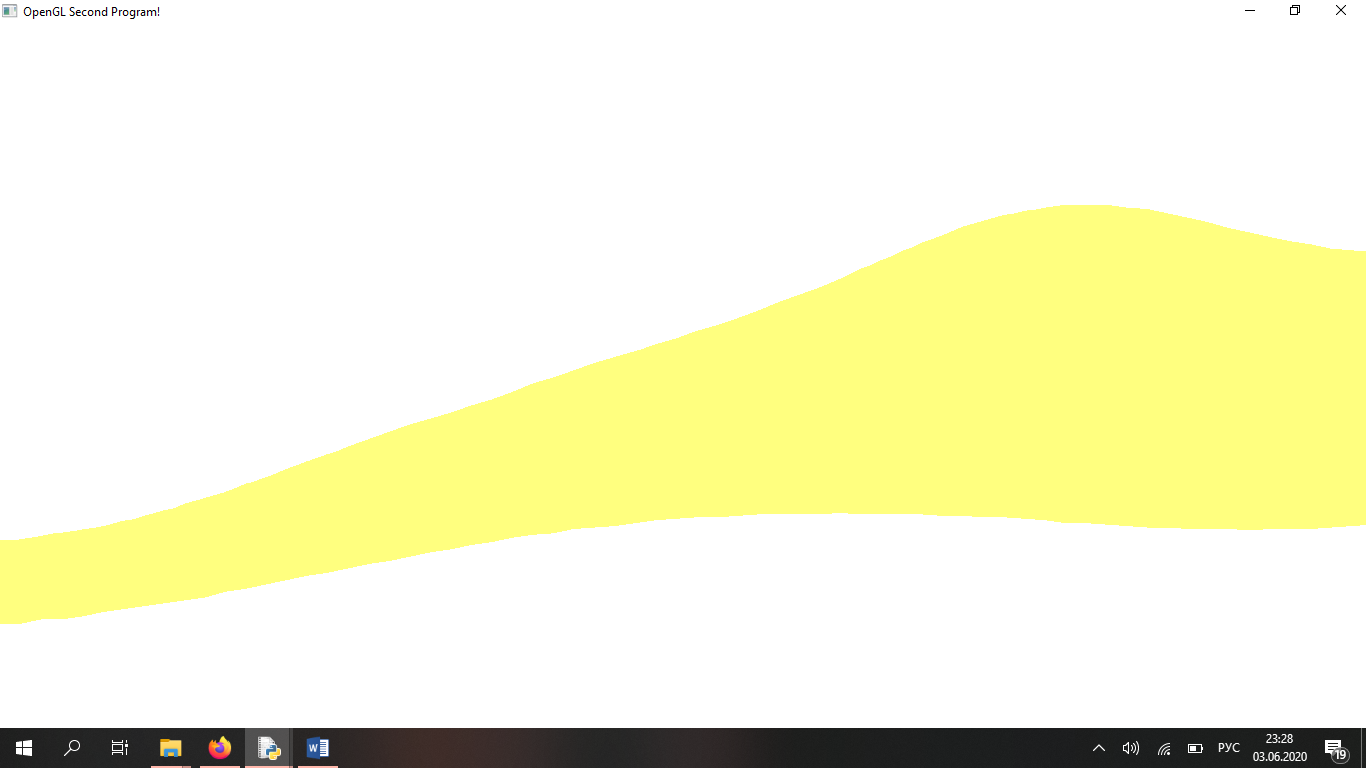 OpenGL Second Program!
W
РУС
23:28
03.06.2020
19